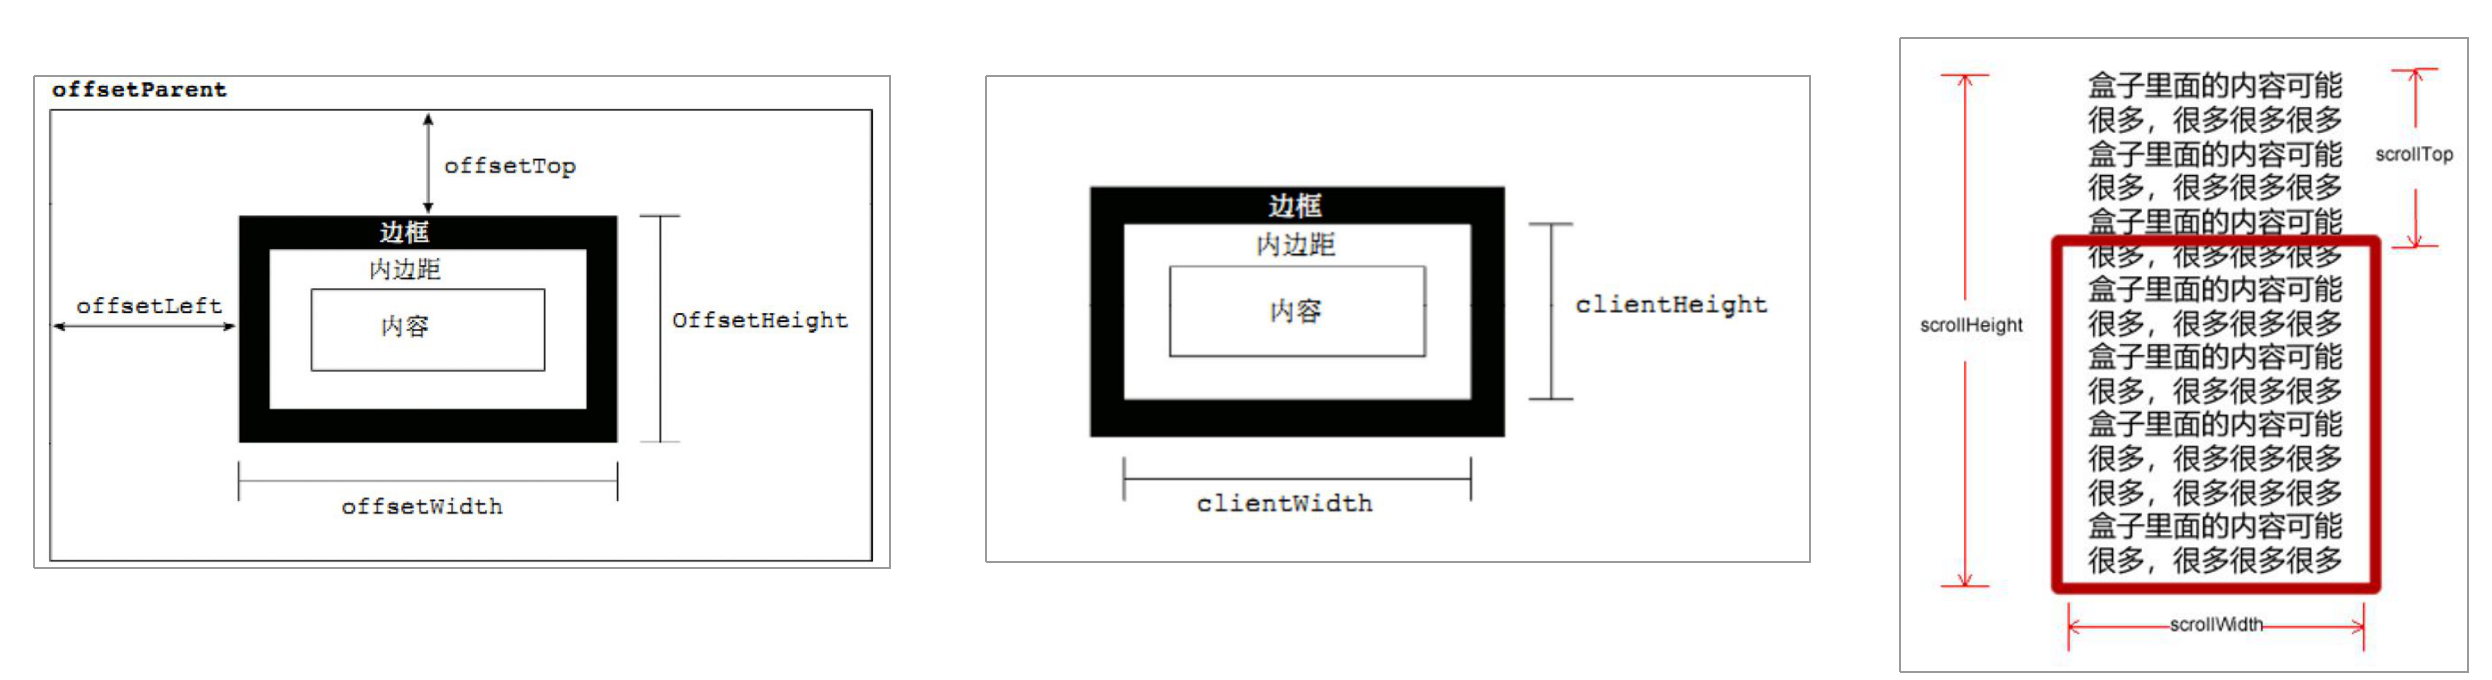 offsetParent
offsetTop
边框
内边距
offsetLeft
内容
OffsetHeight
offsetWidth
边框
内边距
内容
clientHeight
clientWidth
盒子里面的内容可能
很多，很多很多很多
盒子里面的内容可能
很多，很多很多很多
盒子里面的内容可能
很多，很多很多很多
盒子里面的内容可能
很多，很多很多很多
盒子里面的内容可能
很多，很多很多很多
盒子里面的内容可能
很多，很多很多很多
很多，很多很多很多
盒子里面的内容可能
很多，很多很多很多
scrollTop
scrollHeight
scrollWidth